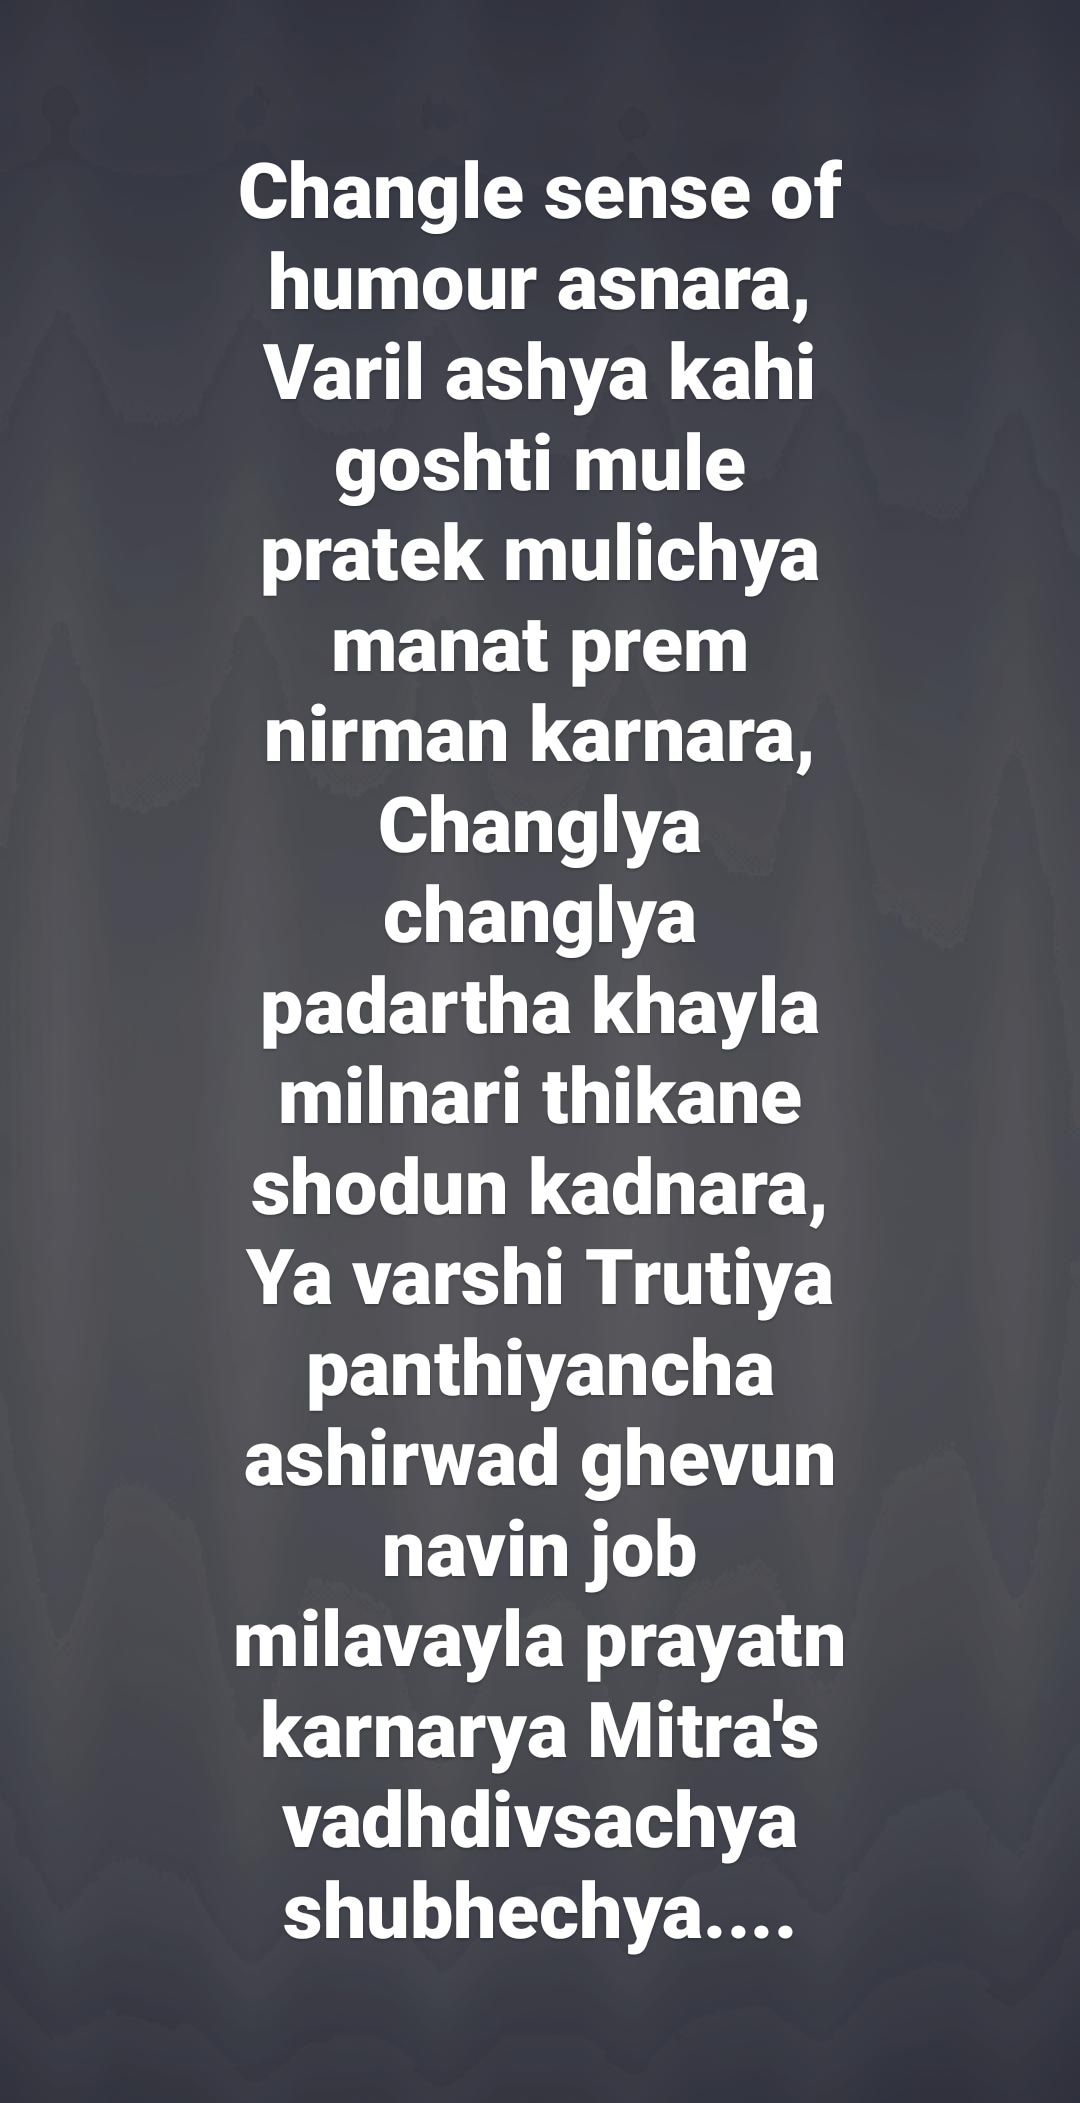 Changle sense of
humour asnara,
Varil ashya kahi
goshti mule
pratek mulichya
manat prem
nirman karnara,
Changlya
changlya
padartha khayla
milnari thikane
shodun kadnara,
Ya varshi Trutiya
panthiyancha
ashirwad ghevun
navin job
milavayla prayatn
karnarya Mitra's
vadhdivsachya
shubhechya....